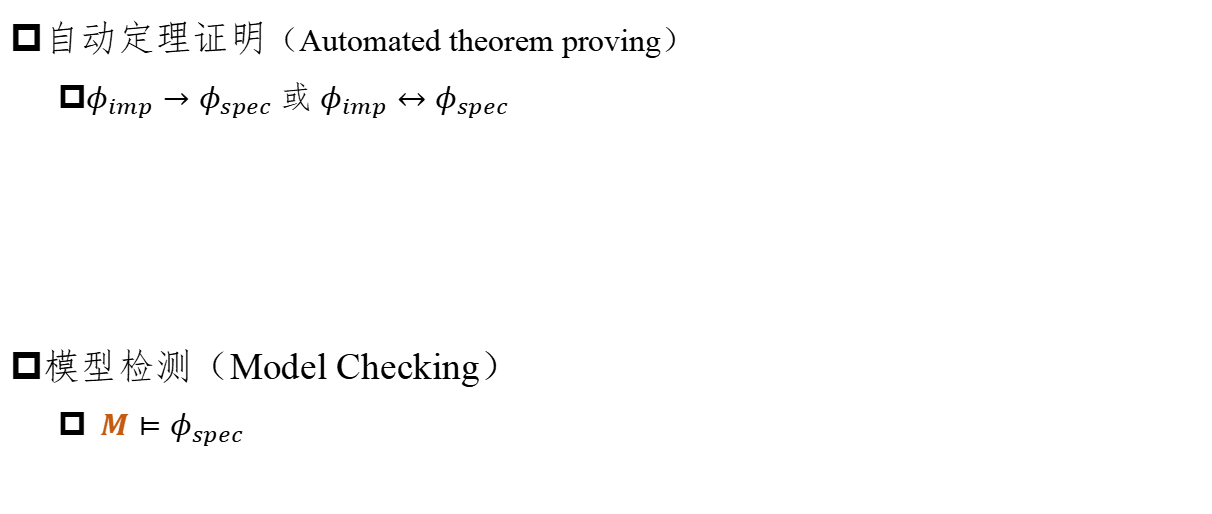 自动定理证明（Automated theorem proving）
ϕ_imp → ϕ_spec 或 ϕ_imp ↔ ϕ_spec
模型检测（Model Checking）
M ⊨ ϕ_spec